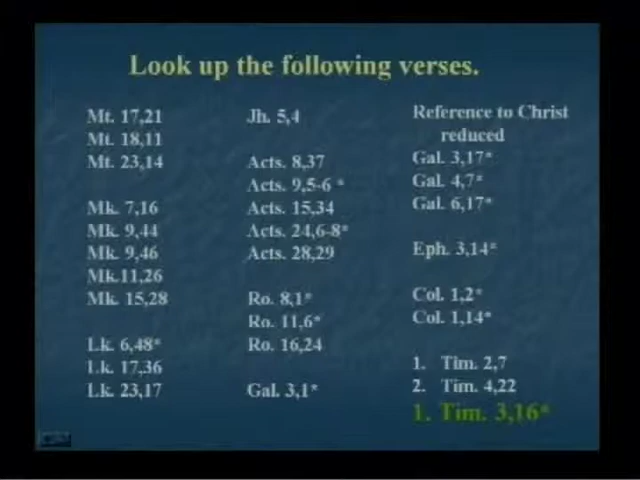 Look up the following verses.
Mt. 17,21
Mt. 18,11
Mt. 23,14
Mk. 7,16
Mk. 9,44
Mk. 9,46
Mk.11,26
Mk. 15,28
Lk. 6,48*
Lk. 17,36
Lk. 23,17
Jh. 5,4
Acts. 8,37
Acts. 9,5-6 *
Acts. 15,34
Acts. 24,6-8*
Acts. 28,29
Ro. 8,1*
Ro. 11,6*
Ro. 16,24
Gal. 3,1*
Reference to Christ
reduced
Gal. 3,17*
Gal. 4,7*
Gal. 6,17*
Eph. 3,14*
Col. 1,2*
Col. 1,14*
1. Tim. 2,7
2. Tim. 4,22
1. Tim. 3,16*